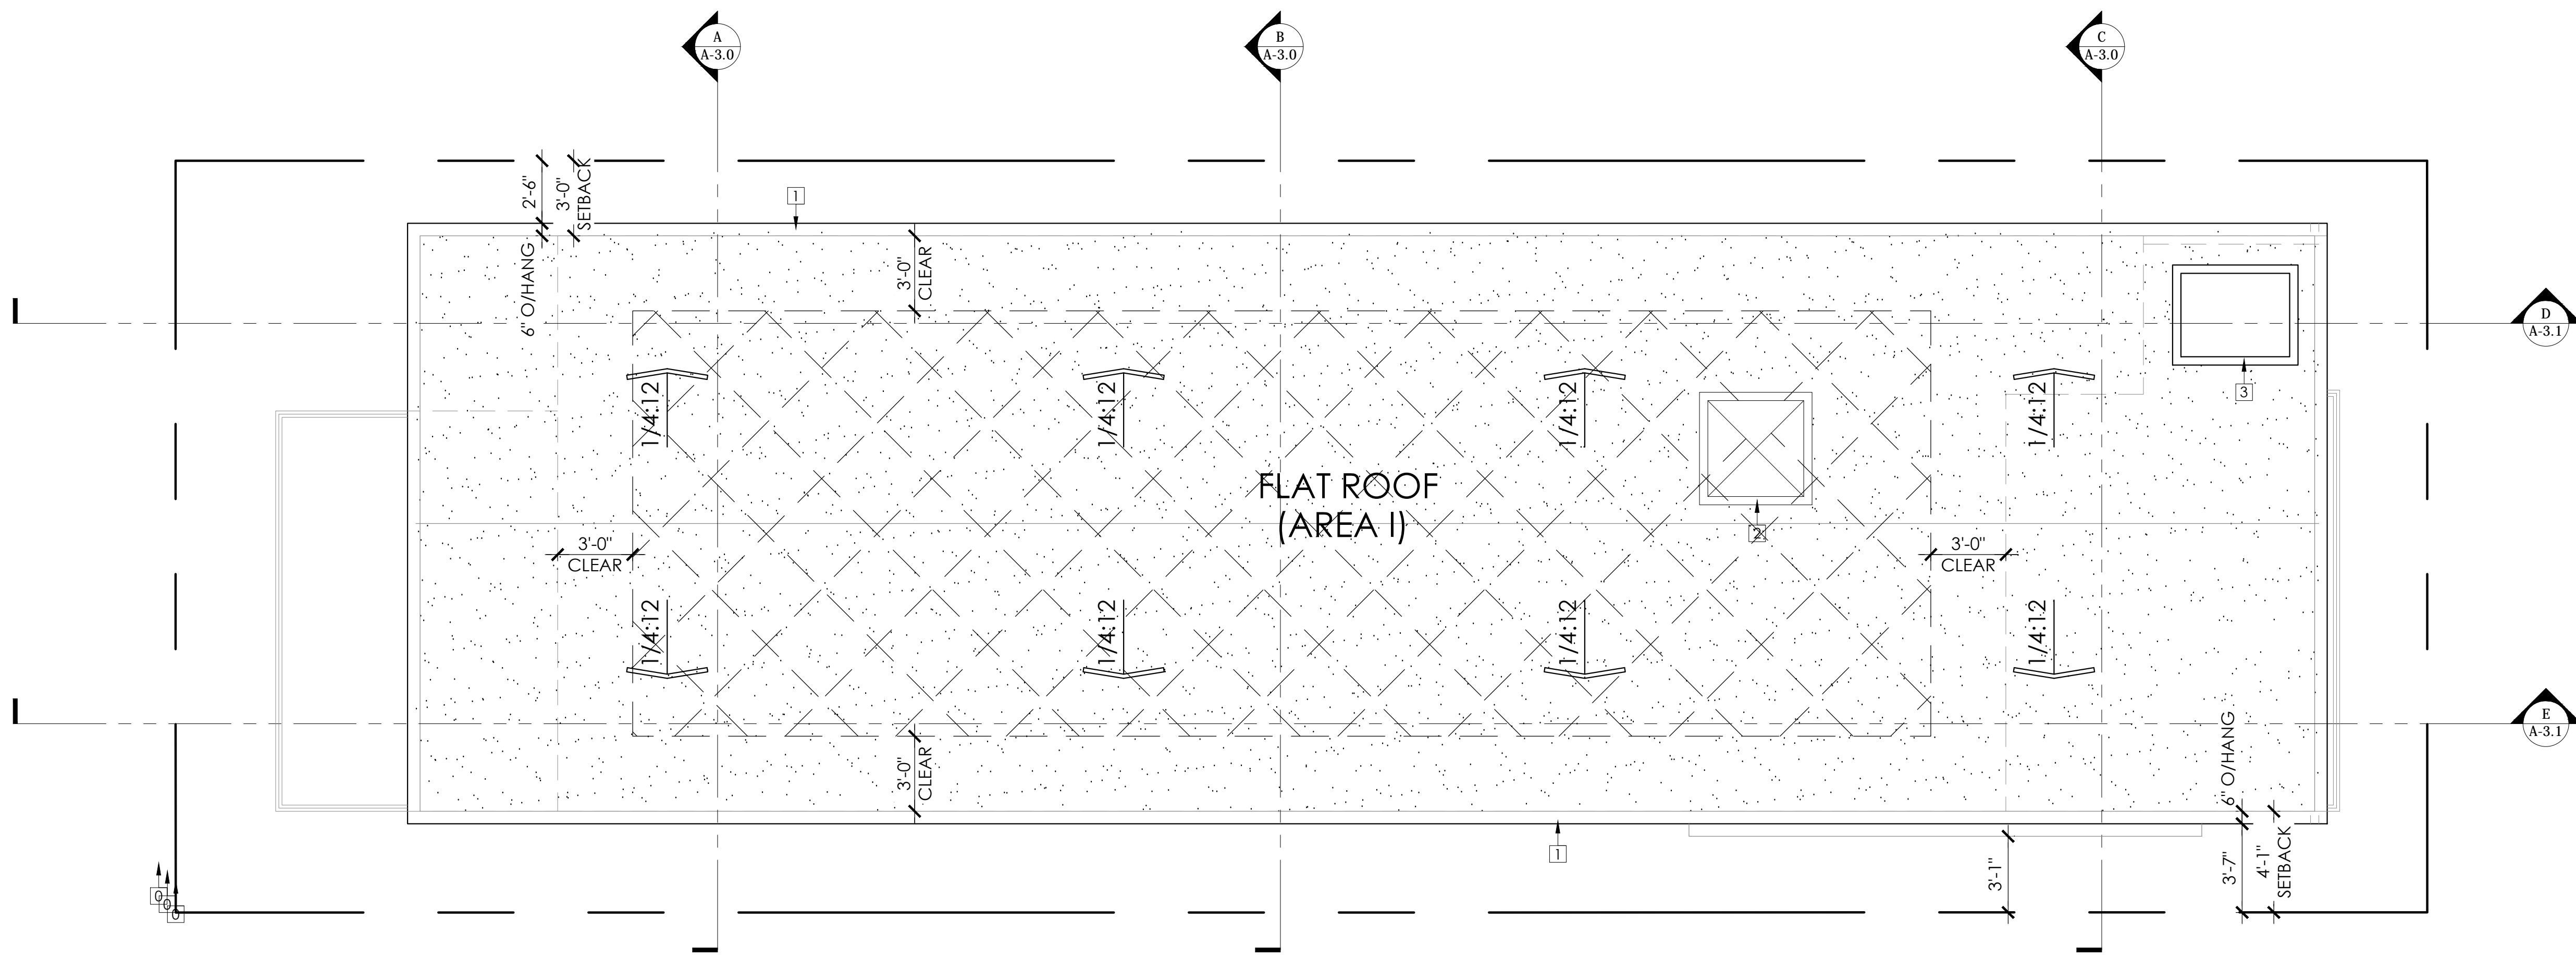 A
A-3.0
B
A-3.0
C
A-3.0
2'-6"
3'-0"
SETBACK
1
6" O/HANG
3'-0"
CLEAR
D
A-3.1
1/4:12
1/4:12
1/4:12
1/4:12
3
FLAT ROOF
(AREA I)
2
3'-0"
CLEAR
3'-0"
CLEAR
1/4:12
1/4:12
1/4:12
1/4:12
E
A-3.1
3'-0"
CLEAR
6" O/HANG
1
3'-1"
3'-7"
4'-1"
SETBACK
0
0
0